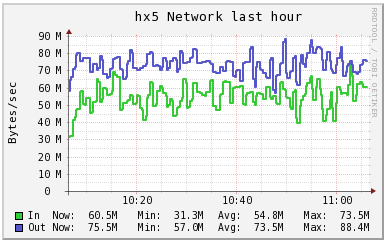 hx5 Network last hour
RRDTOOL / TOBI OETIKER
Bytes/sec
90 M
80 M
70 M
60 M
50 M
40 M
30 M
20 M
10 M
0
10:20 10:40 11:00
In Now: 60.5M Min: 31.3M Avg: 54.8M Max: 73.5M
Out Now: 75.5M Min: 57.0M Avg: 73.5M Max: 88.4M